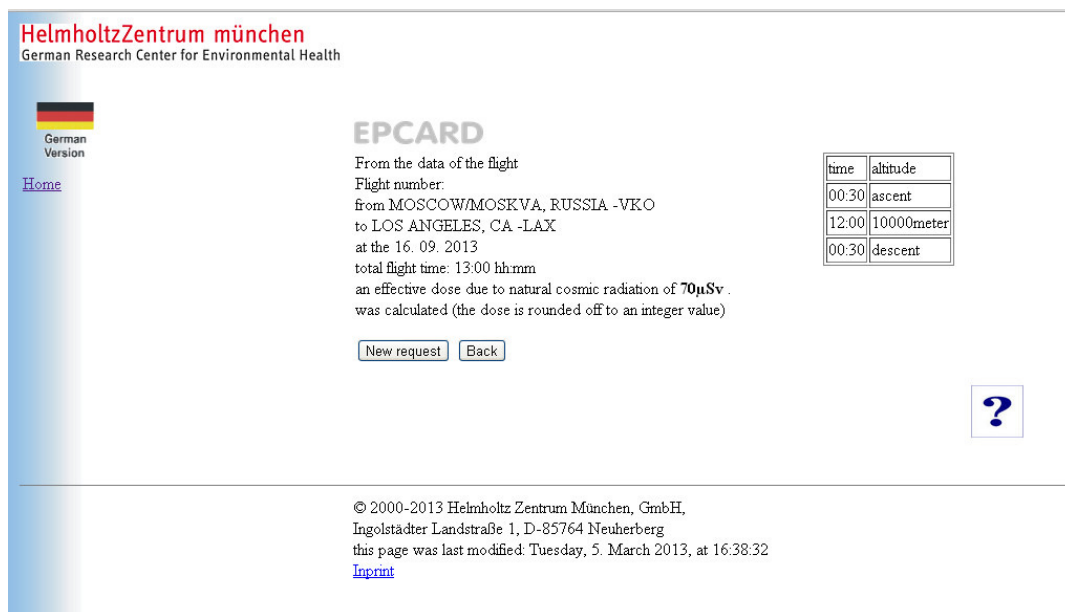 HelmholtzZentrum münchen
German Research Center for Environmental Health
German
Version
Home
EPCARD
From the data of the flight
Flight number:
from MOSCOW/MOSKVA, RUSSIA -VKO
to LOS ANGELES, CA -LAX
at the 16. 09. 2013
total flight time: 13:00 hh:mm
an effective dose due to natural cosmic radiation of 70µSv .
was calculated (the dose is rounded off to an integer value)
New request Back
time altitude
00:30 ascent
12:00 10000meter
00:30 descent
?
© 2000-2013 Helmholtz Zentrum München, GmbH,
Ingolstädter Landstraße 1, D-85764 Neuherberg
this page was last modified: Tuesday, 5. March 2013, at 16:38:32
Inprint